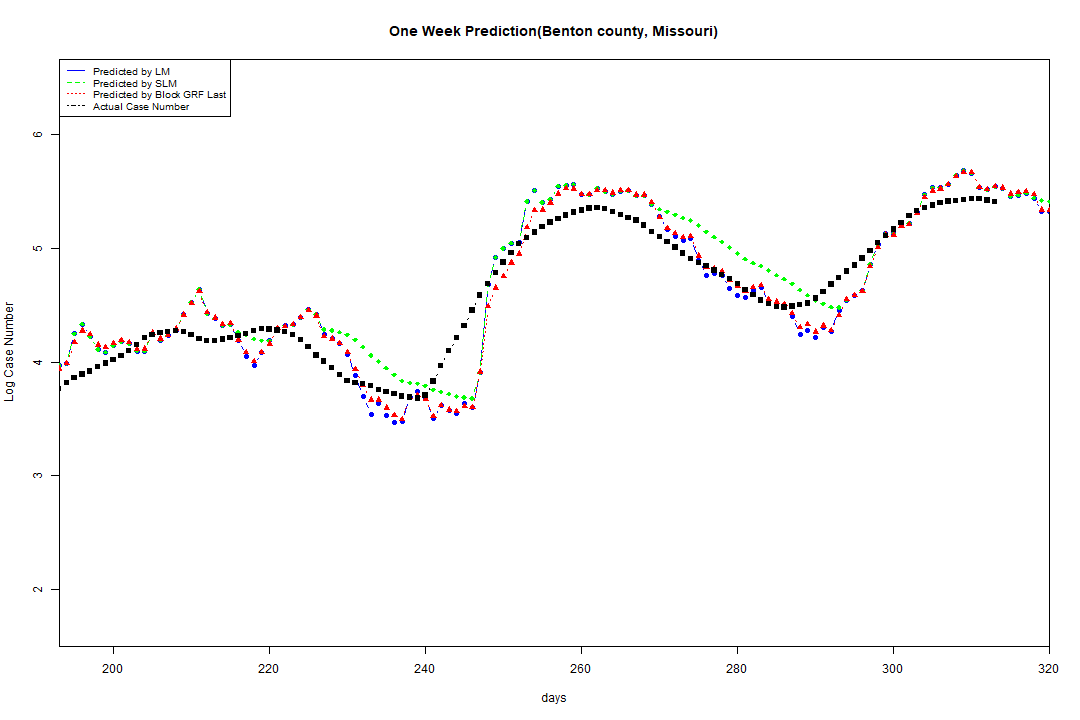 One Week Prediction(Benton county, Missouri)
Predicted by LM
Predicted by SLM
Predicted by Block GRF Last
Actual Case Number
Log Case Number
6
5
4
3
2
200 220 240 260 280 300 320
days